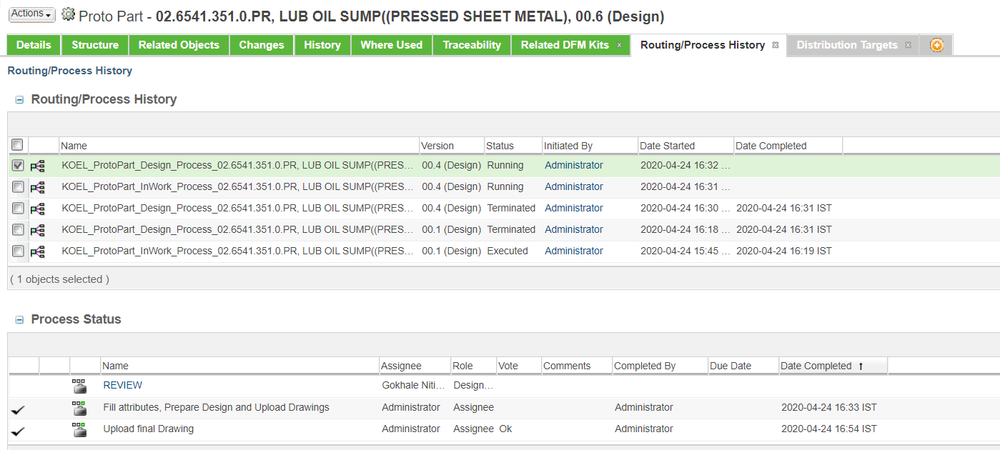 Actions Proto Part - 02.6541.351.0.PR, LUB OIL SUMP((PRESSED SHEET METAL), 00.6 (Design)
Details Structure Related Objects Changes History Where Used Traceability Related DFM Kits Routing/Process History Distribution Targets
Routing/Process History
Routing/Process History
Name Version Status Initiated By Date Started Date Completed
KOEL_ProtoPart_Design_Process_02.6541.351.0.PR, LUB OIL SUMP((PRES... 00.4 (Design) Running Administrator 2020-04-24 16:32 ...
KOEL_ProtoPart_InWork_Process_02.6541.351.0.PR, LUB OIL SUMP((PRES... 00.4 (Design) Running Administrator 2020-04-24 16:31 ...
KOEL_ProtoPart_Design_Process_02.6541.351.0.PR, LUB OIL SUMP((PRES... 00.4 (Design) Terminated Administrator 2020-04-24 16:30 ... 2020-04-24 16:31 IST
KOEL_ProtoPart_Design_Process_02.6541.351.0.PR, LUB OIL SUMP((PRES... 00.1 (Design) Terminated Administrator 2020-04-24 16:18 ... 2020-04-24 16:31 IST
KOEL_ProtoPart_InWork_Process_02.6541.351.0.PR, LUB OIL SUMP((PRES... 00.1 (Design) Executed Administrator 2020-04-24 15:45 ... 2020-04-24 16:19 IST
( 1 objects selected )
Process Status
Name Assignee Role Vote Comments Completed By Due Date Date Completed ↑
REVIEW Gokhale Niti... Design...
Fill attributes, Prepare Design and Upload Drawings Administrator Assignee Administrator 2020-04-24 16:33 IST
Upload final Drawing Administrator Assignee Ok Administrator 2020-04-24 16:54 IST